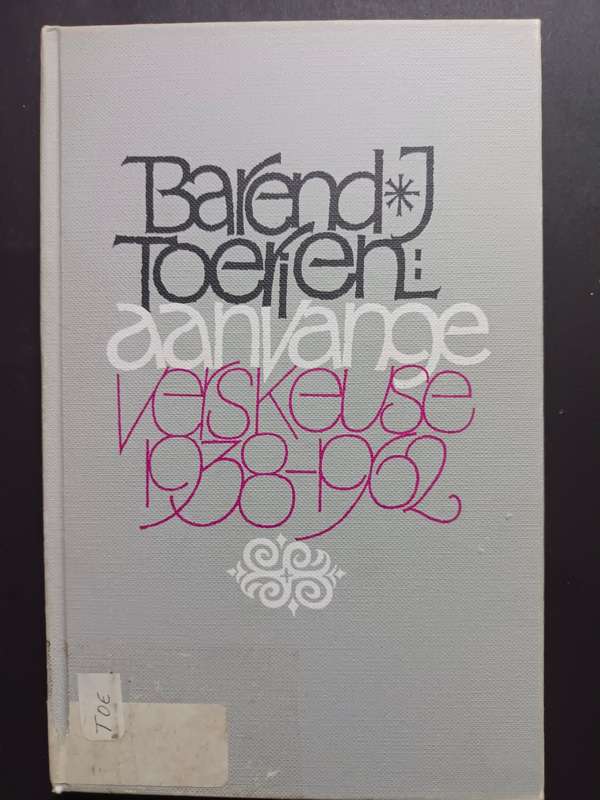 Barend J
Toerien:
aanvange
verskeuse
1938-1962
TOE